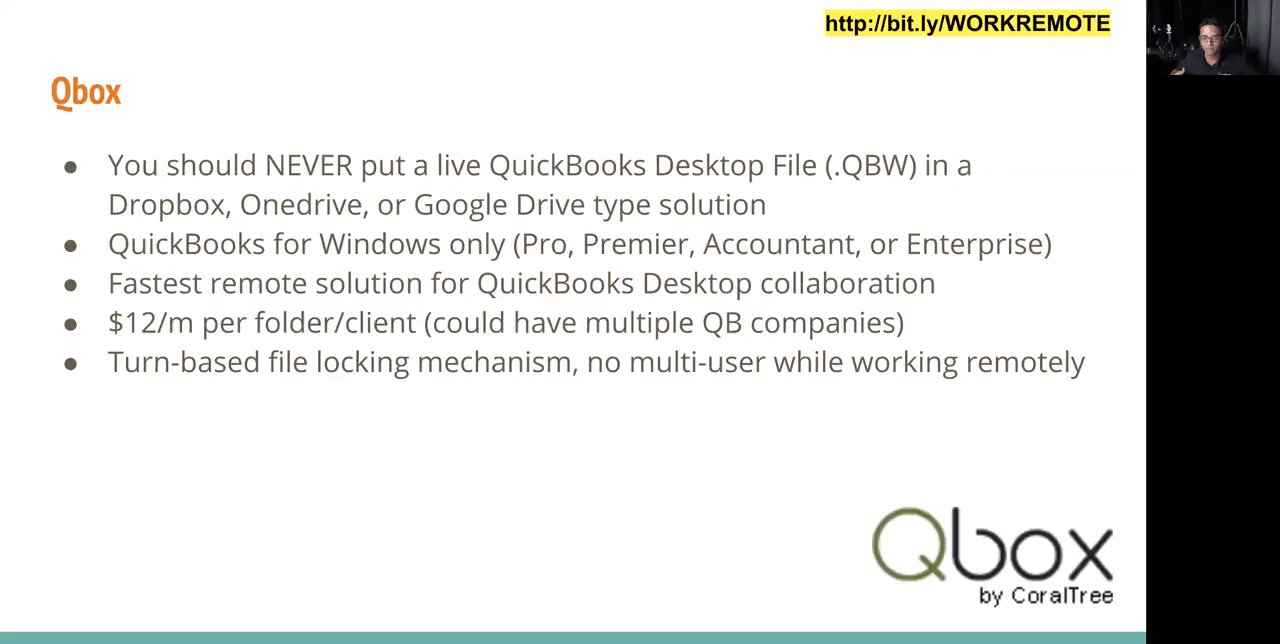 http://bit.ly/WORKREMOTE
Qbox
● You should NEVER put a live QuickBooks Desktop File (.QBW) in a
Dropbox, Onedrive, or Google Drive type solution
● QuickBooks for Windows only (Pro, Premier, Accountant, or Enterprise)
● Fastest remote solution for QuickBooks Desktop collaboration
● $12/m per folder/client (could have multiple QB companies)
● Turn-based file locking mechanism, no multi-user while working remotely
Qbox
by CoralTree